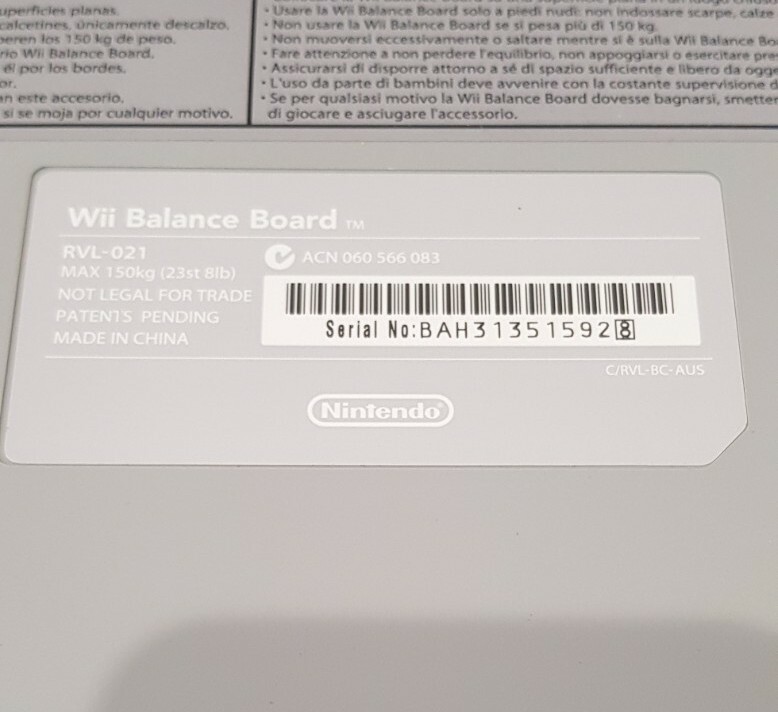 uperficies planas.
calcetines, únicamente descalzo.
eren los 150 kg de peso.
rio Wii Balance Board.
él por los bordes.
or.
an este accesorio.
si se moja por cualquier motivo.
• Usare la Wii Balance Board solo a piedi nudi: non indossare scarpe, calze
• Non usare la Wii Balance Board se si pesa più di 150 kg.
• Non muoversi eccessivamente o saltare mentre si è sulla Wii Balance Bo
• Fare attenzione a non perdere l'equilibrio, non appoggiarsi o esercitare pre
• Assicurarsi di disporre attorno a sé di spazio sufficiente e libero da ogge
• L'uso da parte di bambini deve avvenire con la costante supervisione d
• Se per qualsiasi motivo la Wii Balance Board dovesse bagnarsi, smetter
di giocare e asciugare l'accessorio.
Wii Balance Board TM
RVL-021
ACN 060 566 083
MAX 150kg (23st 8lb)
NOT LEGAL FOR TRADE
PATENTS PENDING
MADE IN CHINA
Serial No:BAH313515928
C/RVL-BC-AUS
Nintendo®